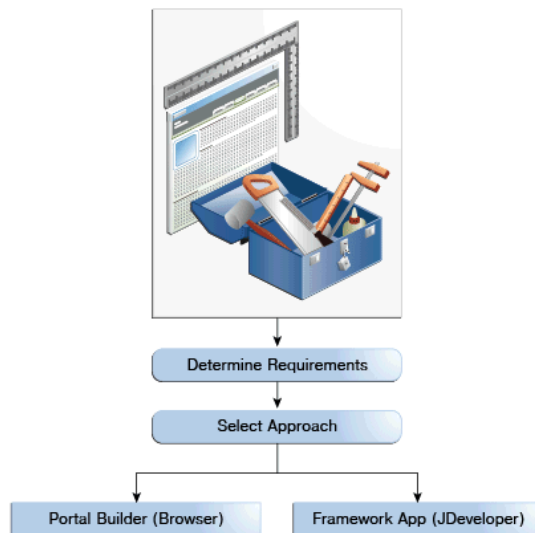 Determine Requirements
Select Approach
Portal Builder (Browser)
Framework App (JDeveloper)